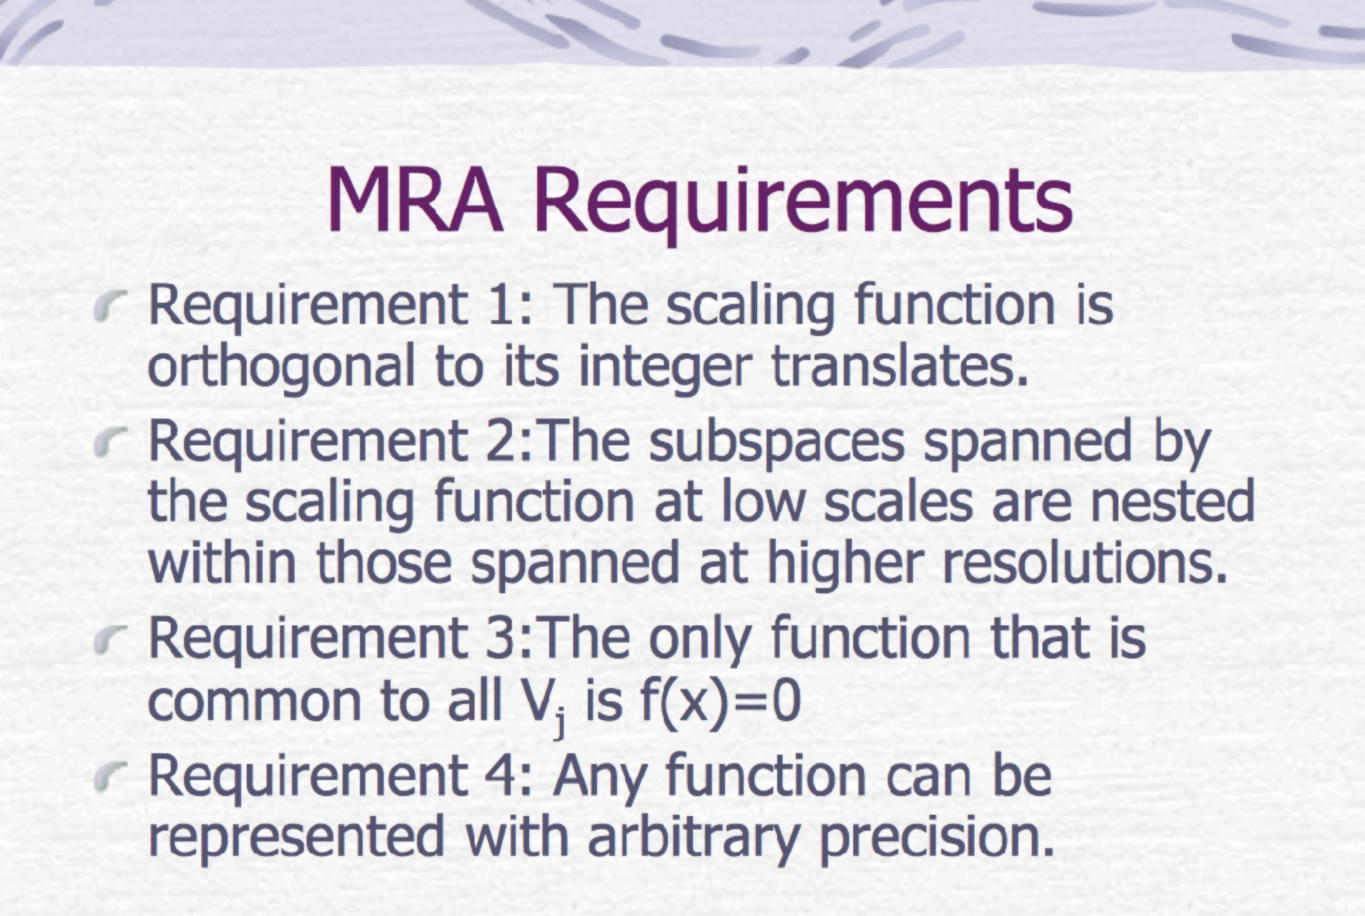 MRA Requirements
Requirement 1: The scaling function is
orthogonal to its integer translates.
Requirement 2:The subspaces spanned by
the scaling function at low scales are nested
within those spanned at higher resolutions.
Requirement 3:The only function that is
common to all Vj is f(x)=0
Requirement 4: Any function can be
represented with arbitrary precision.